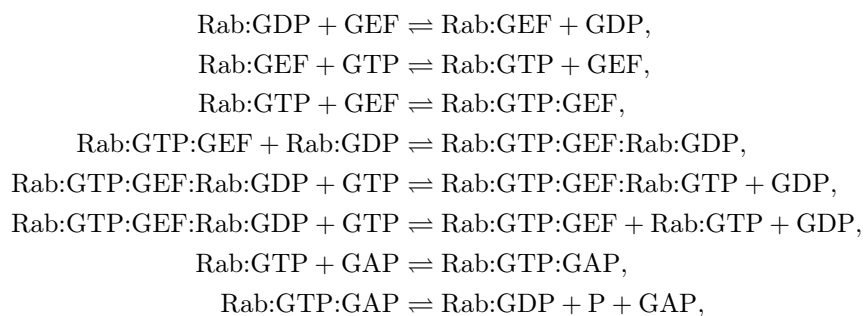 Rab:GDP + GEF ⇌ Rab:GEF + GDP,
Rab:GEF + GTP ⇌ Rab:GTP + GEF,
Rab:GTP + GEF ⇌ Rab:GTP:GEF,
Rab:GTP:GEF + Rab:GDP ⇌ Rab:GTP:GEF:Rab:GDP,
Rab:GTP:GEF:Rab:GDP + GTP ⇌ Rab:GTP:GEF:Rab:GTP + GDP,
Rab:GTP:GEF:Rab:GDP + GTP ⇌ Rab:GTP:GEF + Rab:GTP + GDP,
Rab:GTP + GAP ⇌ Rab:GTP:GAP,
Rab:GTP:GAP ⇌ Rab:GDP + P + GAP,